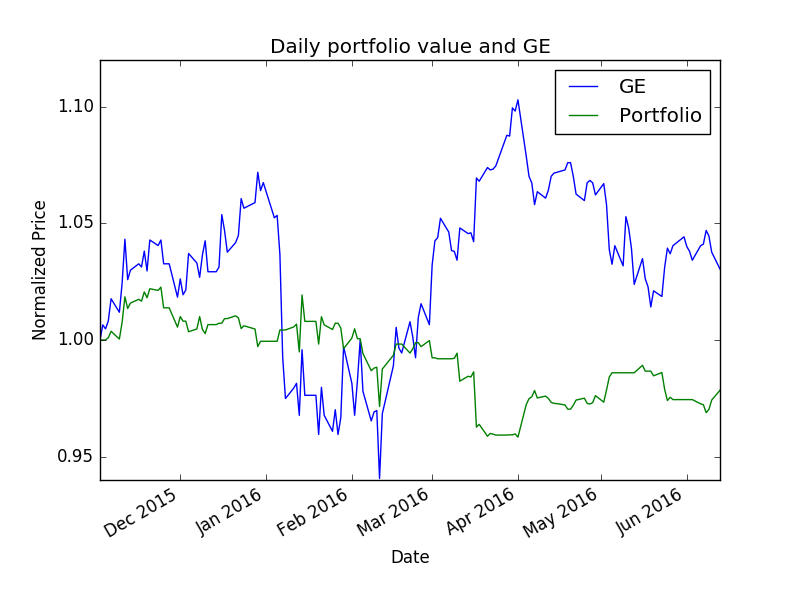 Daily portfolio value and GE
GE
Portfolio
1.10
1.05
1.00
0.95
Normalized Price
Dec 2015
Jan 2016
Feb 2016
Mar 2016
Apr 2016
May 2016
Jun 2016
Date